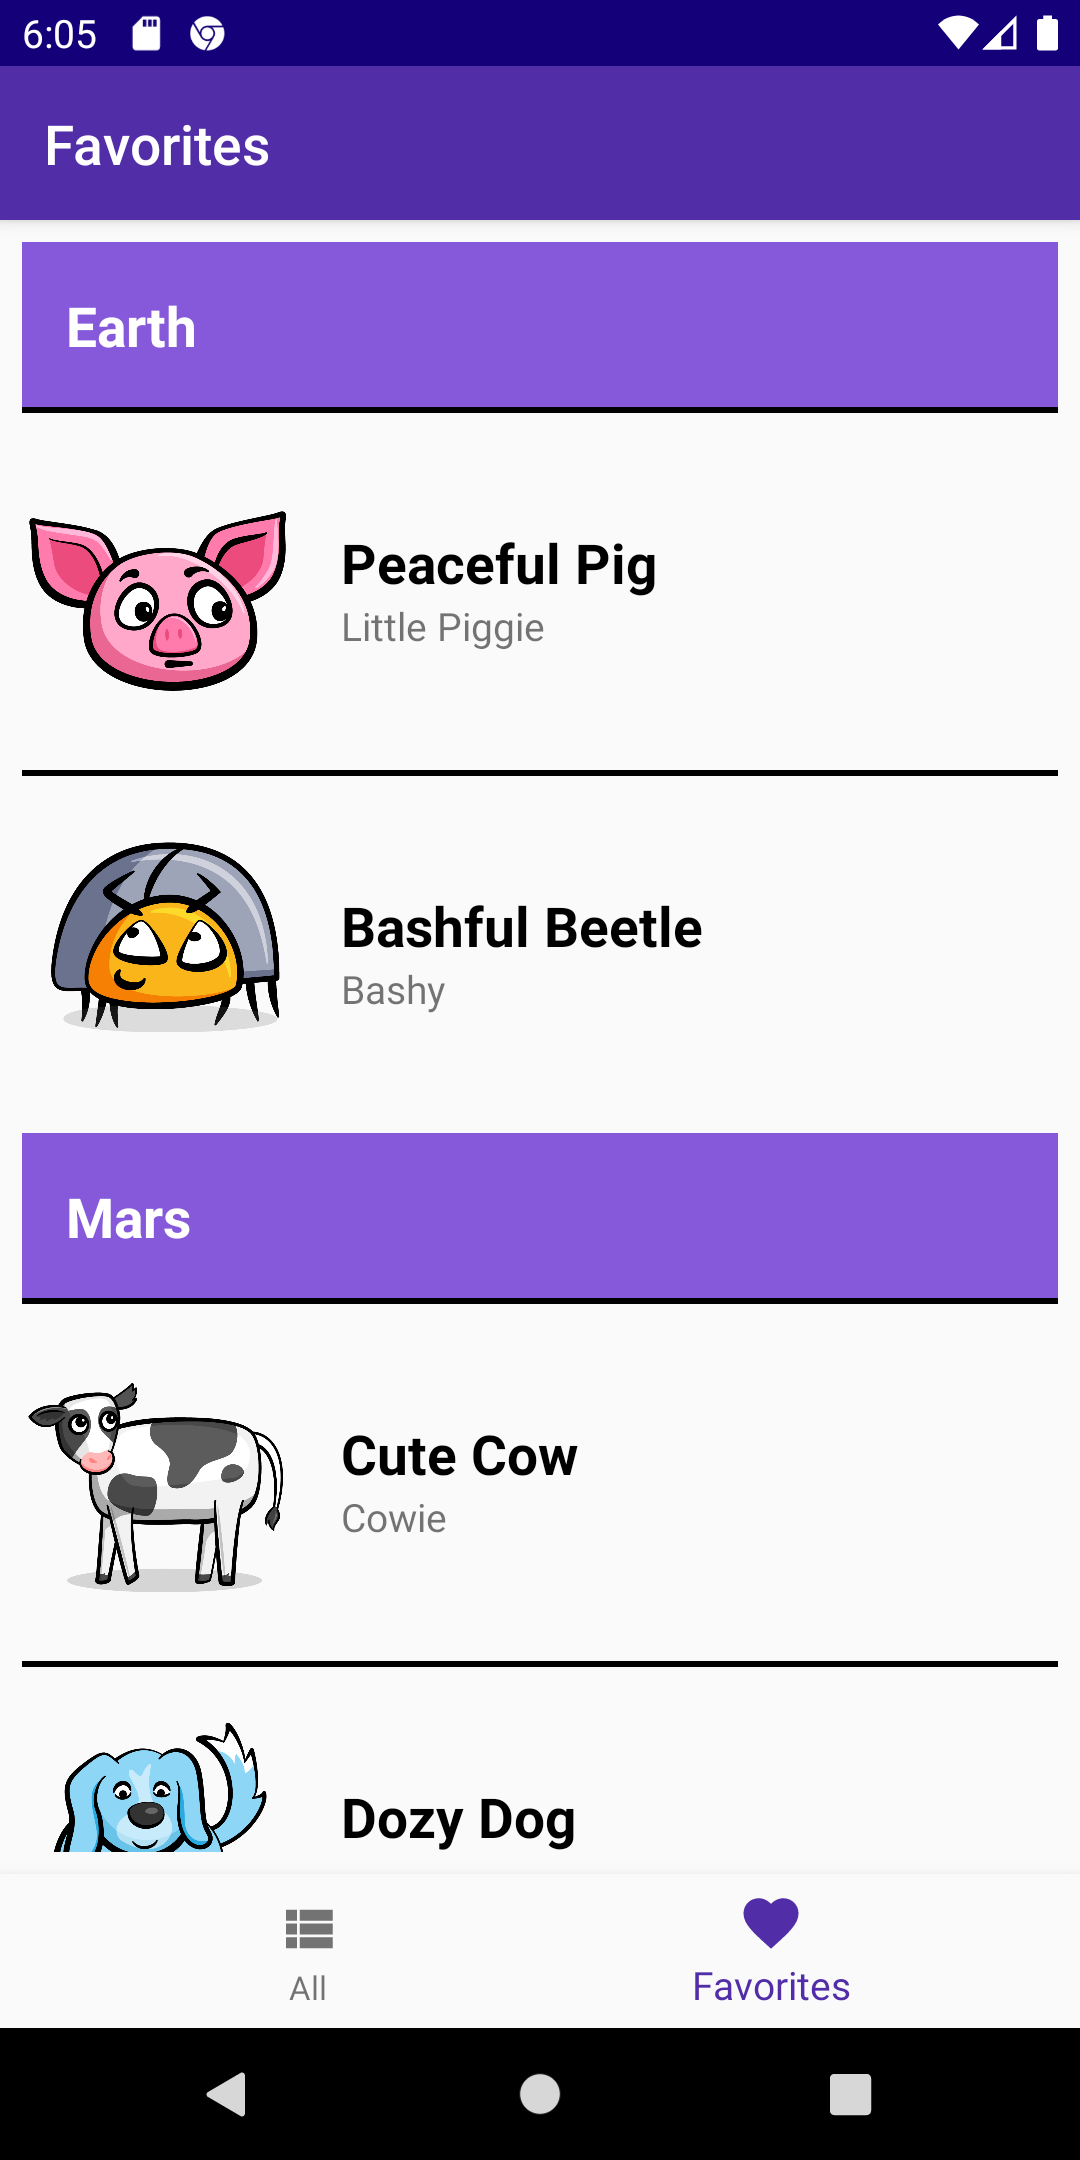 6:05
Favorites
Earth
Peaceful Pig
Little Piggie
Bashful Beetle
Bashy
Mars
Cute Cow
Cowie
Dozy Dog
All
Favorites